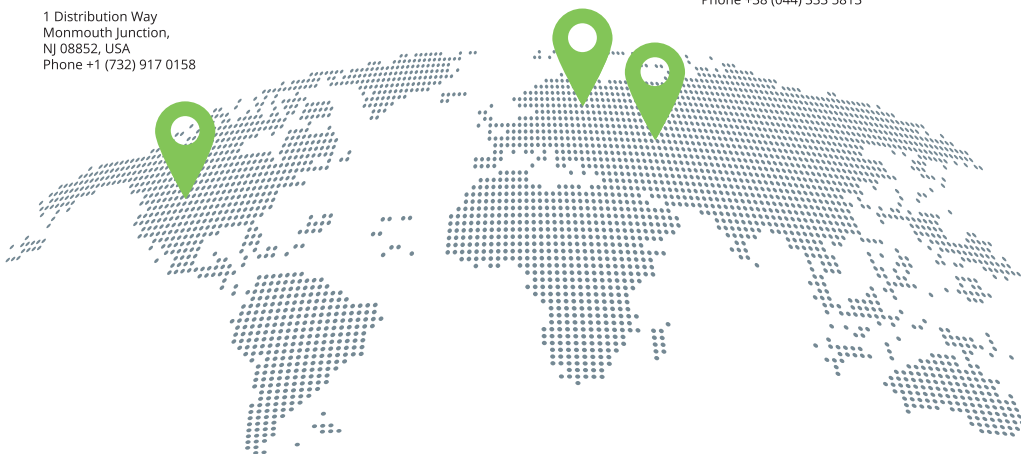 1 Distribution Way
Monmouth Junction,
NJ 08852, USA
Phone +1 (732) 917 0158